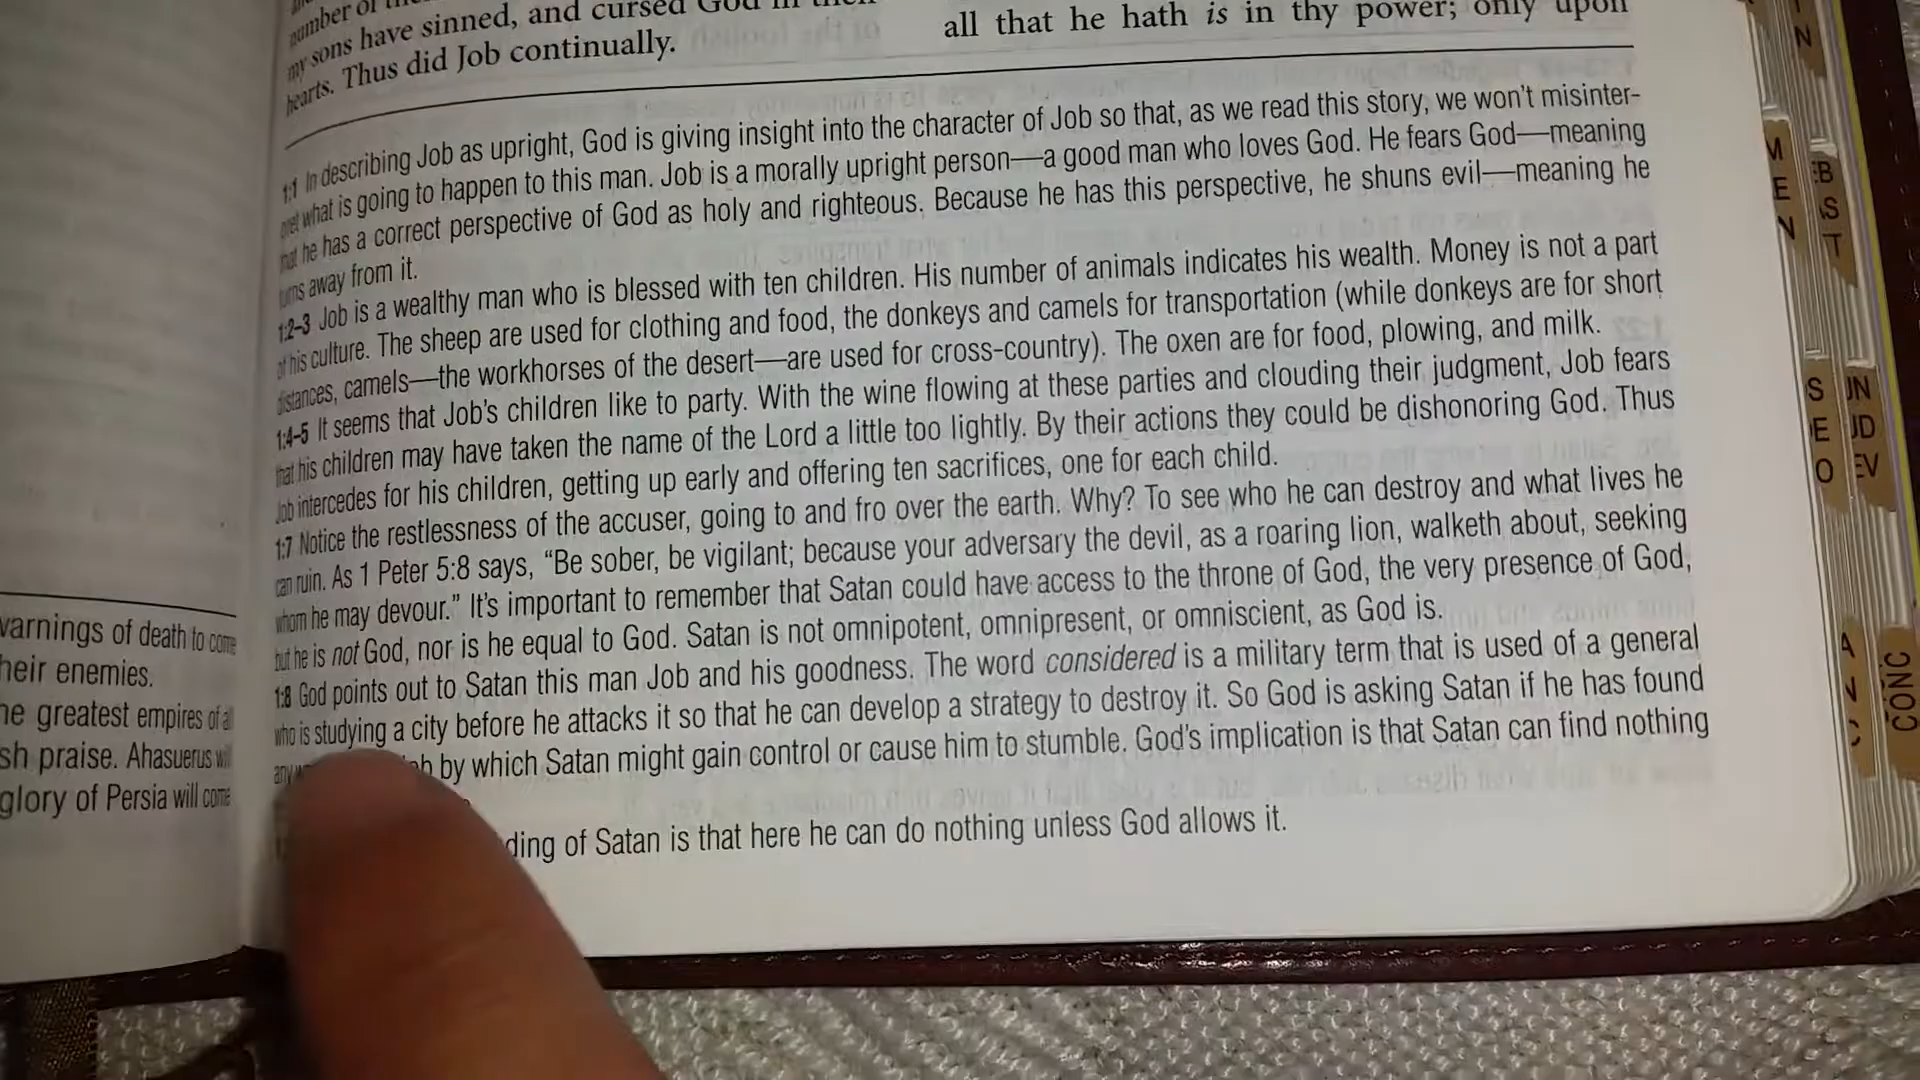 varnings of death to come
heir enemies.
he greatest empires of all
sh praise. Ahasuerus will
glory of Persia will come
number of
my sons have sinned, and cursed God in their
hearts. Thus did Job continually.
all that he hath is in thy power; only upon
1:1 In describing Job as upright, God is giving insight into the character of Job so that, as we read this story, we won't misinter-
pret what is going to happen to this man. Job is a morally upright person—a good man who loves God. He fears God—meaning
that he has a correct perspective of God as holy and righteous. Because he has this perspective, he shuns evil—meaning he
turns away from it.
1:2–3 Job is a wealthy man who is blessed with ten children. His number of animals indicates his wealth. Money is not a part
of his culture. The sheep are used for clothing and food, the donkeys and camels for transportation (while donkeys are for short
distances, camels—the workhorses of the desert—are used for cross-country). The oxen are for food, plowing, and milk.
1:4–5 It seems that Job's children like to party. With the wine flowing at these parties and clouding their judgment, Job fears
that his children may have taken the name of the Lord a little too lightly. By their actions they could be dishonoring God. Thus
Job intercedes for his children, getting up early and offering ten sacrifices, one for each child.
1:7 Notice the restlessness of the accuser, going to and fro over the earth. Why? To see who he can destroy and what lives he
can ruin. As 1 Peter 5:8 says, "Be sober, be vigilant; because your adversary the devil, as a roaring lion, walketh about, seeking
whom he may devour." It's important to remember that Satan could have access to the throne of God, the very presence of God,
but he is not God, nor is he equal to God. Satan is not omnipotent, omnipresent, or omniscient, as God is.
1:8 God points out to Satan this man Job and his goodness. The word considered is a military term that is used of a general
who is studying a city before he attacks it so that he can develop a strategy to destroy it. So God is asking Satan if he has found
by which Satan might gain control or cause him to stumble. God's implication is that Satan can find nothing
ding of Satan is that here he can do nothing unless God allows it.
CONC